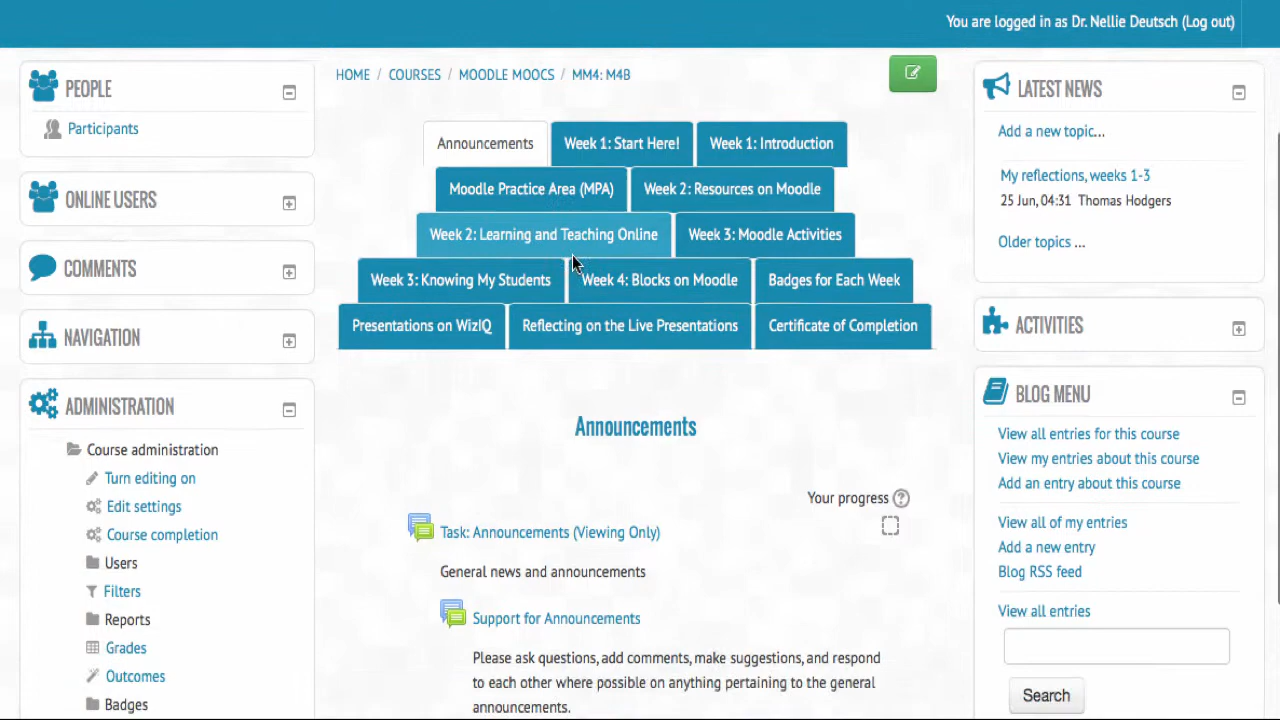 You are logged in as Dr. Nellie Deutsch (Log out)
PEOPLE
Participants
ONLINE USERS
COMMENTS
NAVIGATION
ADMINISTRATION
Course administration
Turn editing on
Edit settings
Course completion
Users
Filters
Reports
Grades
Outcomes
Badges
HOME / COURSES / MOODLE MOOCS / MM4: M4B
Announcements
Week 1: Start Here!
Week 1: Introduction
Moodle Practice Area (MPA)
Week 2: Resources on Moodle
Week 2: Learning and Teaching Online
Week 3: Moodle Activities
Week 3: Knowing My Students
Week 4: Blocks on Moodle
Badges for Each Week
Presentations on WizIQ
Reflecting on the Live Presentations
Certificate of Completion
Announcements
Your progress ?
Task: Announcements (Viewing Only)
General news and announcements
Support for Announcements
Please ask questions, add comments, make suggestions, and respond
to each other where possible on anything pertaining to the general
announcements.
LATEST NEWS
Add a new topic...
My reflections, weeks 1-3
25 Jun, 04:31 Thomas Hodgers
Older topics ...
ACTIVITIES
BLOG MENU
View all entries for this course
View my entries about this course
Add an entry about this course
View all of my entries
Add a new entry
Blog RSS feed
View all entries
Search